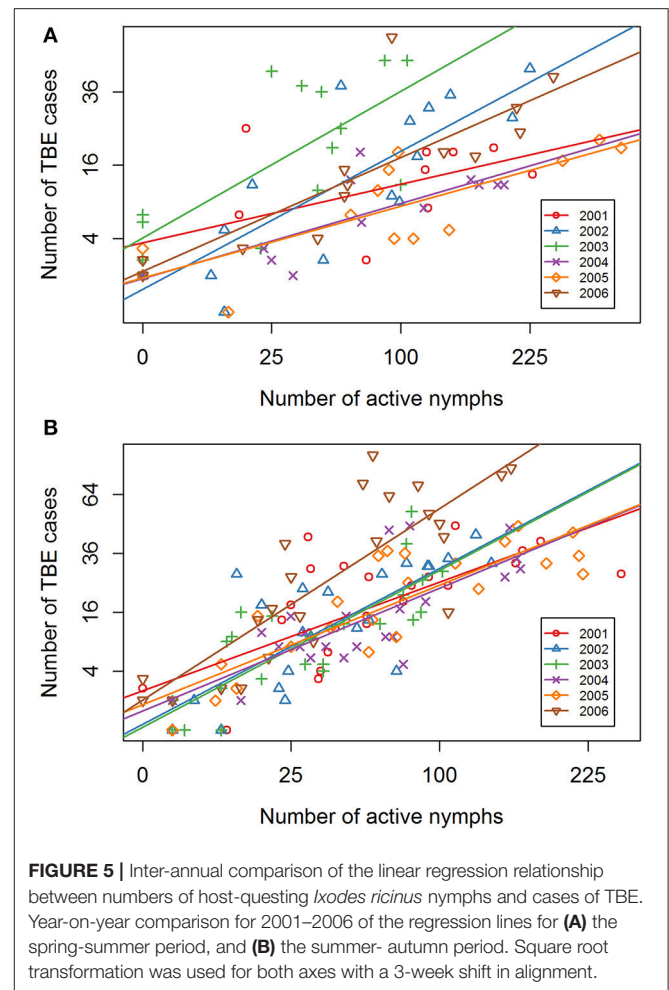 A
Number of TBE cases
36
16
4
2001
2002
2003
2004
2005
2006
0
25
100
225
Number of active nymphs
B
Number of TBE cases
64
36
16
4
2001
2002
2003
2004
2005
2006
0
25
100
225
Number of active nymphs
FIGURE 5 | Inter-annual comparison of the linear regression relationship
between numbers of host-questing Ixodes ricinus nymphs and cases of TBE.
Year-on-year comparison for 2001–2006 of the regression lines for (A) the
spring-summer period, and (B) the summer- autumn period. Square root
transformation was used for both axes with a 3-week shift in alignment.